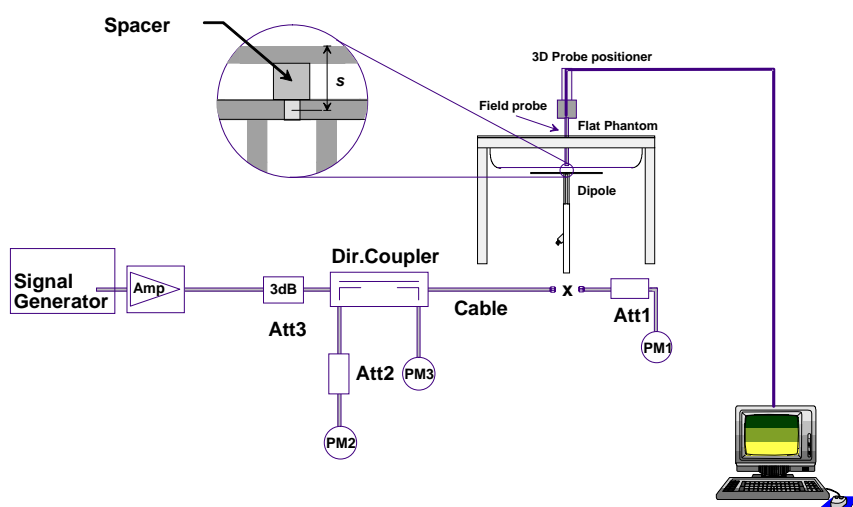 Spacer
s
3D Probe positioner
Field probe
Flat Phantom
Dipole
Dir.Coupler
Signal
Generator
Amp
3dB
Att3
Cable
x
Att1
PM1
Att2
PM3
PM2